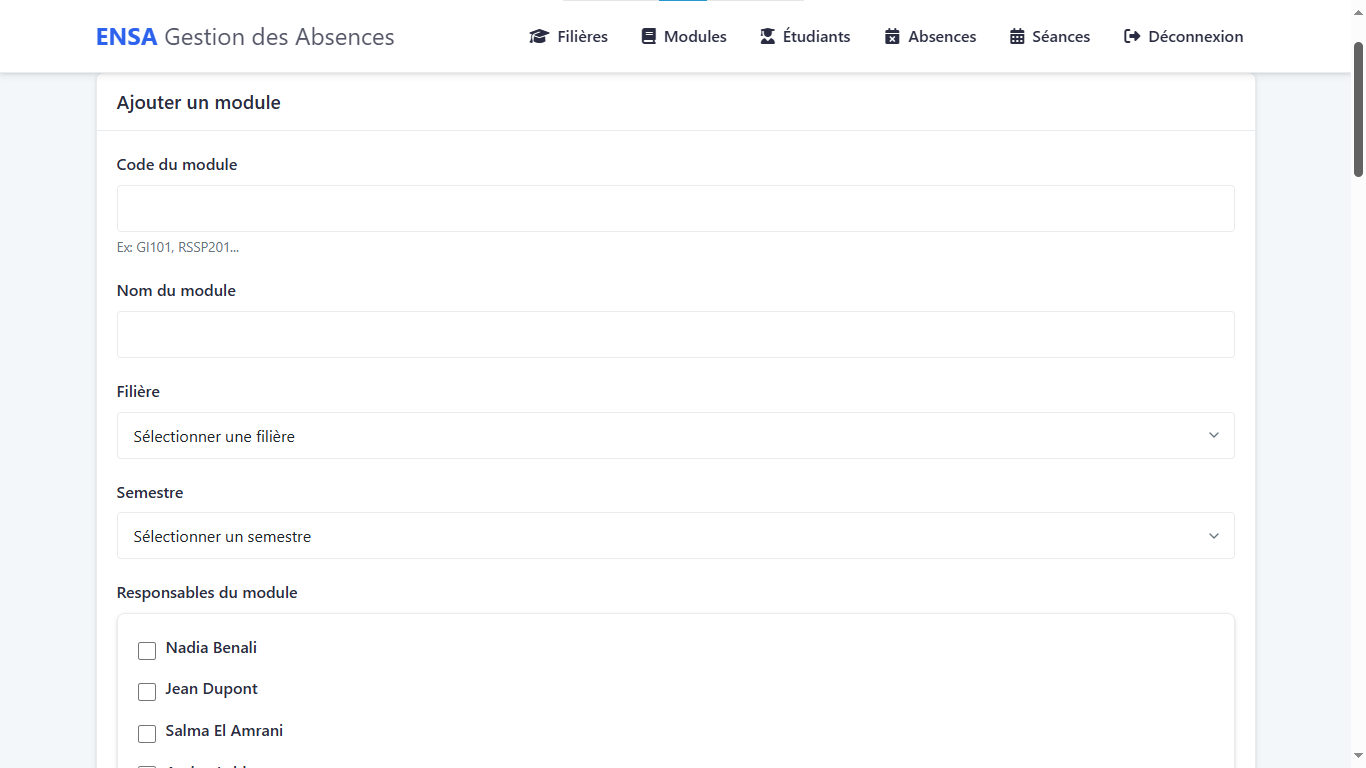 ENSA Gestion des Absences
Filières
Modules
Étudiants
Absences
Séances
Déconnexion
Ajouter un module
Code du module
Ex: GI101, RSSP201...
Nom du module
Filière
Sélectionner une filière
Semestre
Sélectionner un semestre
Responsables du module
Nadia Benali
Jean Dupont
Salma El Amrani